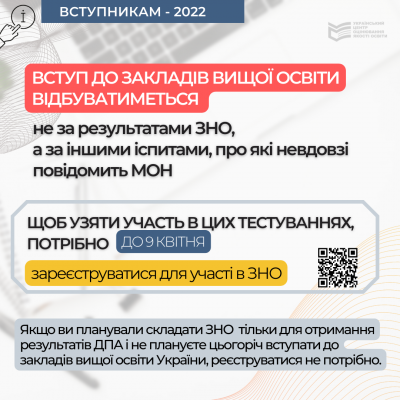 ВСТУПНИКАМ - 2022
УКРАЇНСЬКИЙ
ЦЕНТР
ОЦІНЮВАННЯ
ЯКОСТІ ОСВІТИ
ВСТУП ДО ЗАКЛАДІВ ВИЩОЇ ОСВІТИ
ВІДБУВАТИМЕТЬСЯ
не за результатами ЗНО,
а за іншими іспитами, про які невдовзі
повідомить МОН
ЩОБ УЗЯТИ УЧАСТЬ В ЦИХ ТЕСТУВАННЯХ,
ПОТРІБНО ДО 9 КВІТНЯ
зареєструватися для участі в ЗНО
Якщо ви планували складати ЗНО тільки для отримання
результатів ДПА і не плануєте цьогоріч вступати до
закладів вищої освіти України, реєструватися не потрібно.